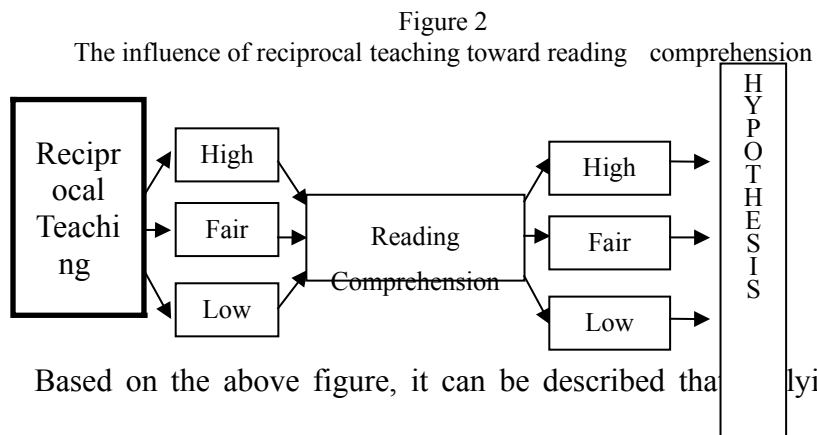 Figure 2
The influence of reciprocal teaching toward reading comprehension
Recipr
ocal
Teachi
ng
High
Fair
Low
Reading
Comprehension
High
Fair
Low
H
Y
P
O
T
H
E
S
I
S
Based on the above figure, it can be described